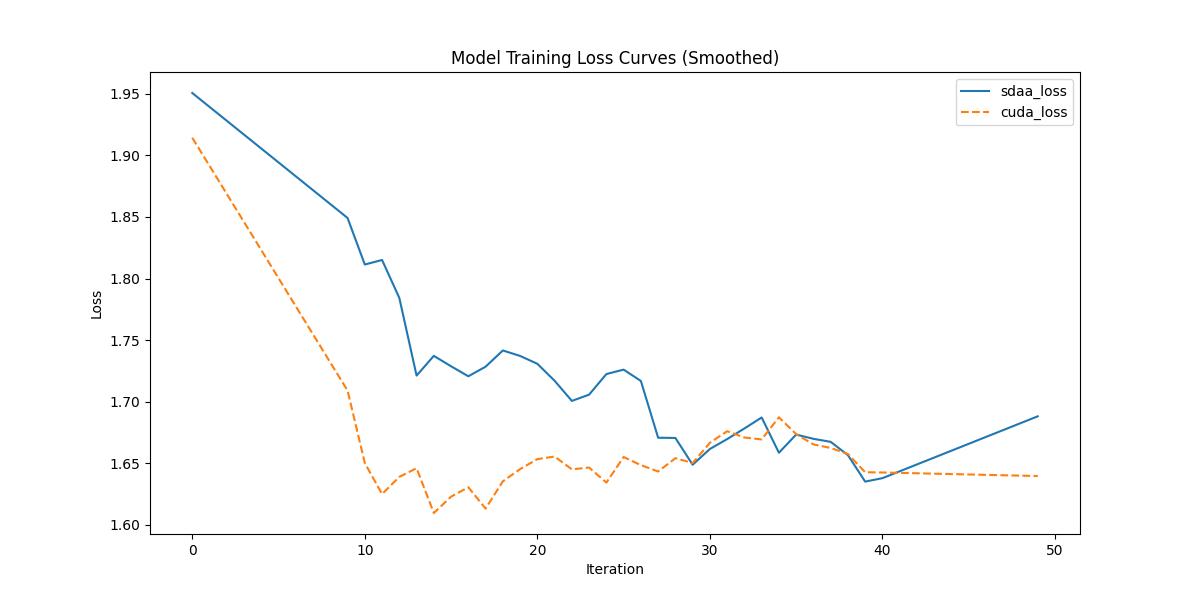 Model Training Loss Curves (Smoothed)
sdaa_loss
cuda_loss
Loss
1.95
1.90
1.85
1.80
1.75
1.70
1.65
1.60
0 10 20 30 40 50
Iteration